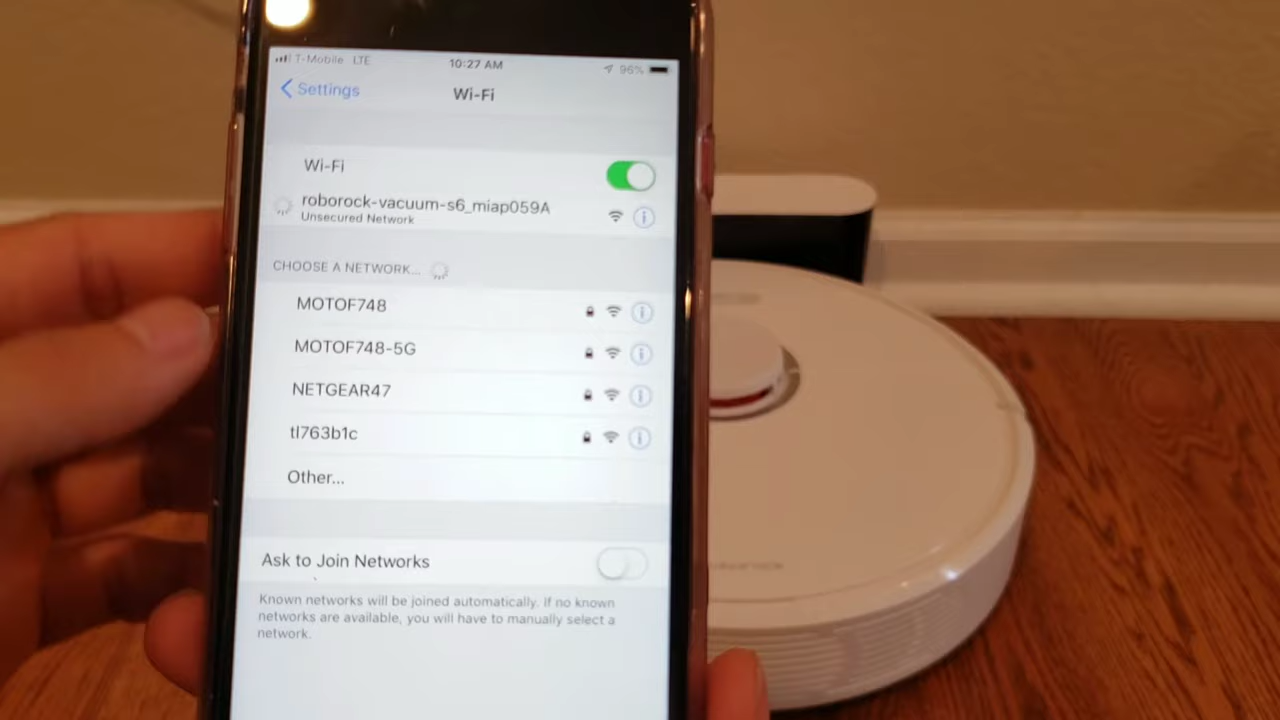 T-Mobile LTE 10:27 AM 96%
Settings Wi-Fi
Wi-Fi
roborock-vacuum-s6_miap059A
Unsecured Network
CHOOSE A NETWORK...
MOTOF748
MOTOF748-5G
NETGEAR47
tl763b1c
Other...
Ask to Join Networks
Known networks will be joined automatically. If no known
networks are available, you will have to manually select a
network.